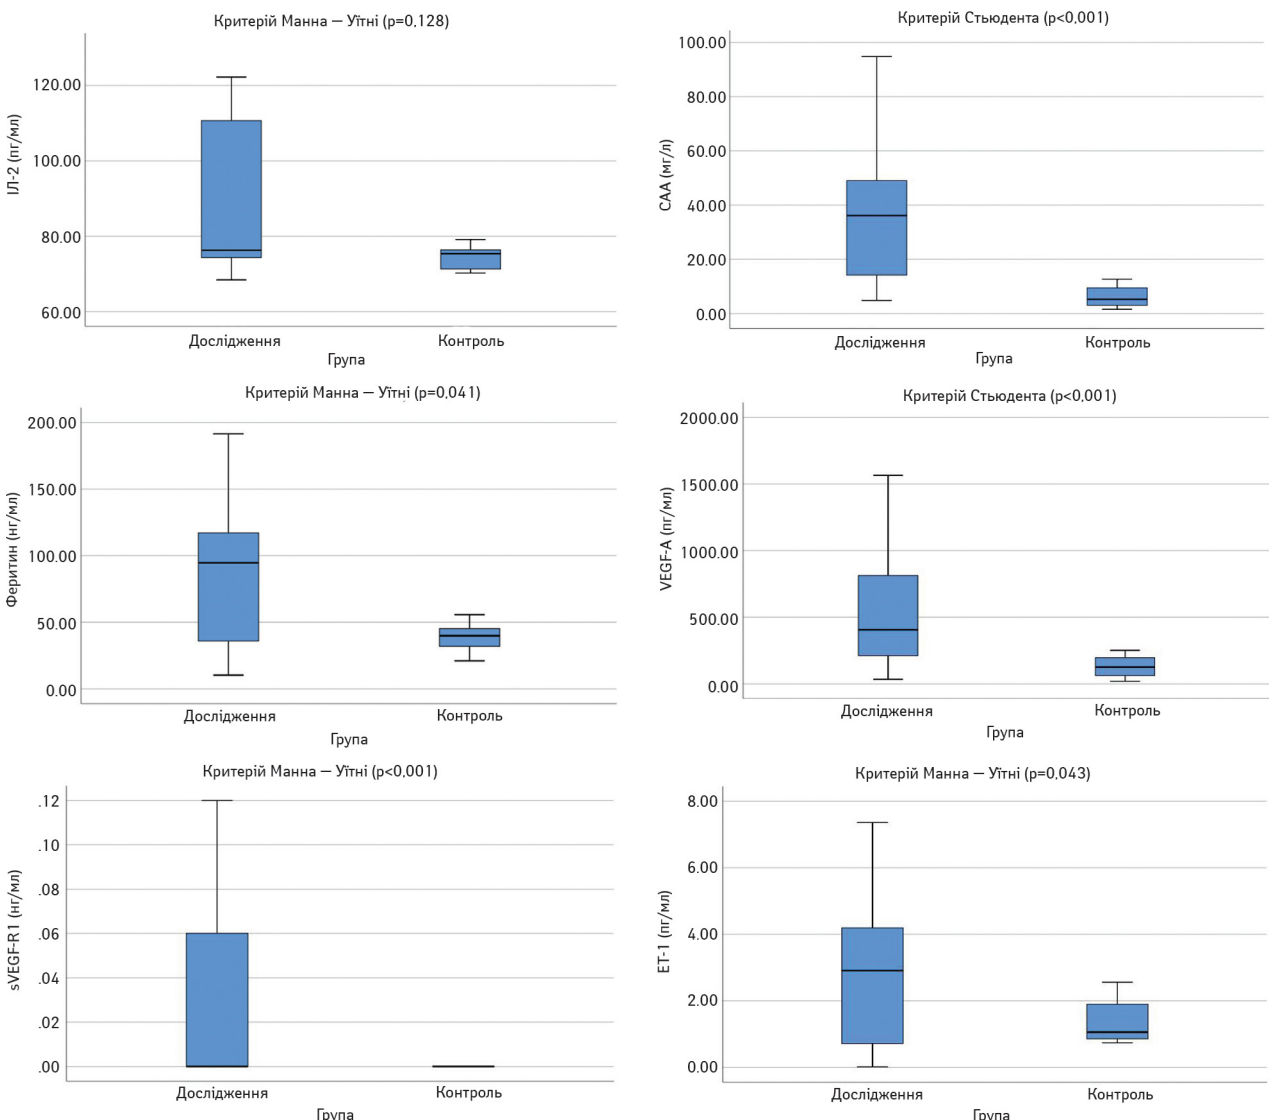 Критерій Манна — Уїтні (p=0,128)
ІЛ-2 (пг/мл)
120.00
100.00
80.00
60.00
Дослідження Контроль
Група
Критерій Стьюдента (p<0,001)
САА (мг/л)
100.00
80.00
60.00
40.00
20.00
0.00
Дослідження Контроль
Група
Критерій Манна — Уїтні (p=0,041)
Феритин (нг/мл)
200.00
150.00
100.00
50.00
0.00
Дослідження Контроль
Група
Критерій Стьюдента (p<0,001)
VEGF-A (пг/мл)
2000.00
1500.00
1000.00
500.00
0.00
Дослідження Контроль
Група
Критерій Манна — Уїтні (p<0,001)
sVEGF-R1 (нг/мл)
.12
.10
.08
.06
.04
.02
.00
Дослідження Контроль
Група
Критерій Манна — Уїтні (p=0,043)
ЕТ-1 (пг/мл)
8.00
6.00
4.00
2.00
0.00
Дослідження Контроль
Група